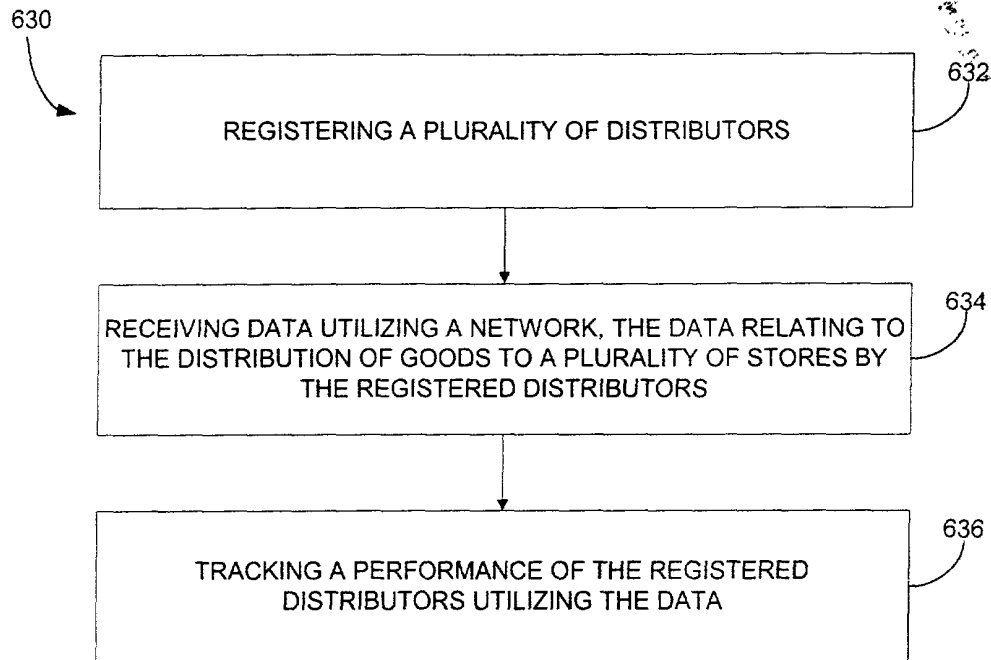 630
632
REGISTERING A PLURALITY OF DISTRIBUTORS
634
RECEIVING DATA UTILIZING A NETWORK, THE DATA RELATING TO
THE DISTRIBUTION OF GOODS TO A PLURALITY OF STORES BY
THE REGISTERED DISTRIBUTORS
636
TRACKING A PERFORMANCE OF THE REGISTERED
DISTRIBUTORS UTILIZING THE DATA